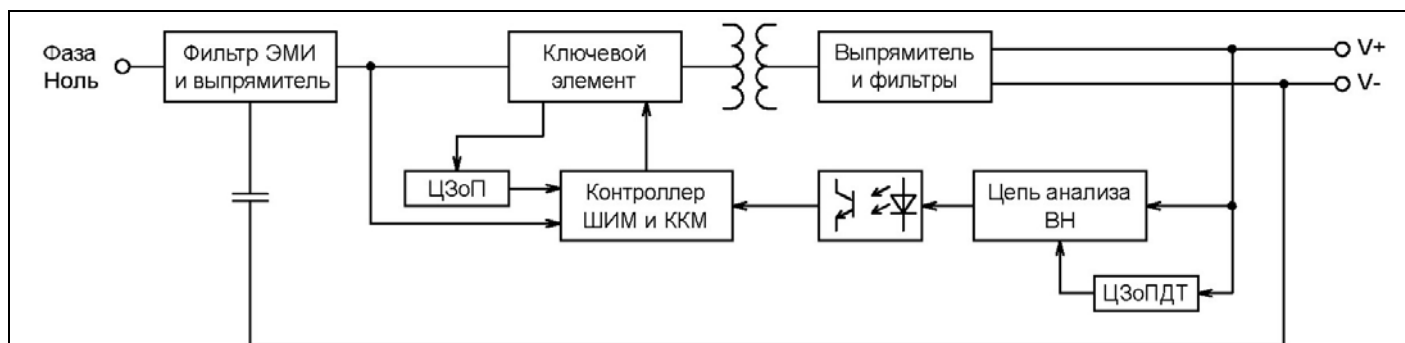 Фаза
Ноль
Фильтр ЭМИ
и выпрямитель
Ключевой
элемент
Выпрямитель
и фильтры
V+
V-
ЦЗоП
Контроллер
ШИМ и ККМ
Цепь анализа
ВН
ЦЗоПДТ